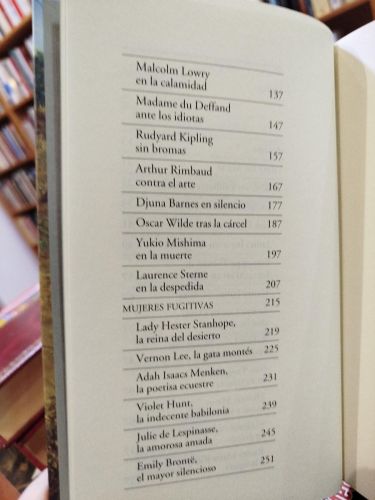 Malcolm Lowry
en la calamidad 137
Madame du Deffand
ante los idiotas 147
Rudyard Kipling
sin bromas 157
Arthur Rimbaud
contra el arte 167
Djuna Barnes en silencio 177
Oscar Wilde tras la cárcel 187
Yukio Mishima
en la muerte 197
Laurence Sterne
en la despedida 207
MUJERES FUGITIVAS 215
Lady Hester Stanhope,
la reina del desierto 219
Vernon Lee, la gata montés 225
Adah Isaacs Menken,
la poetisa ecuestre 231
Violet Hunt,
la indecente babilonia 239
Julie de Lespinasse,
la amorosa amada 245
Emily Brontë,
el mayor silencioso 251